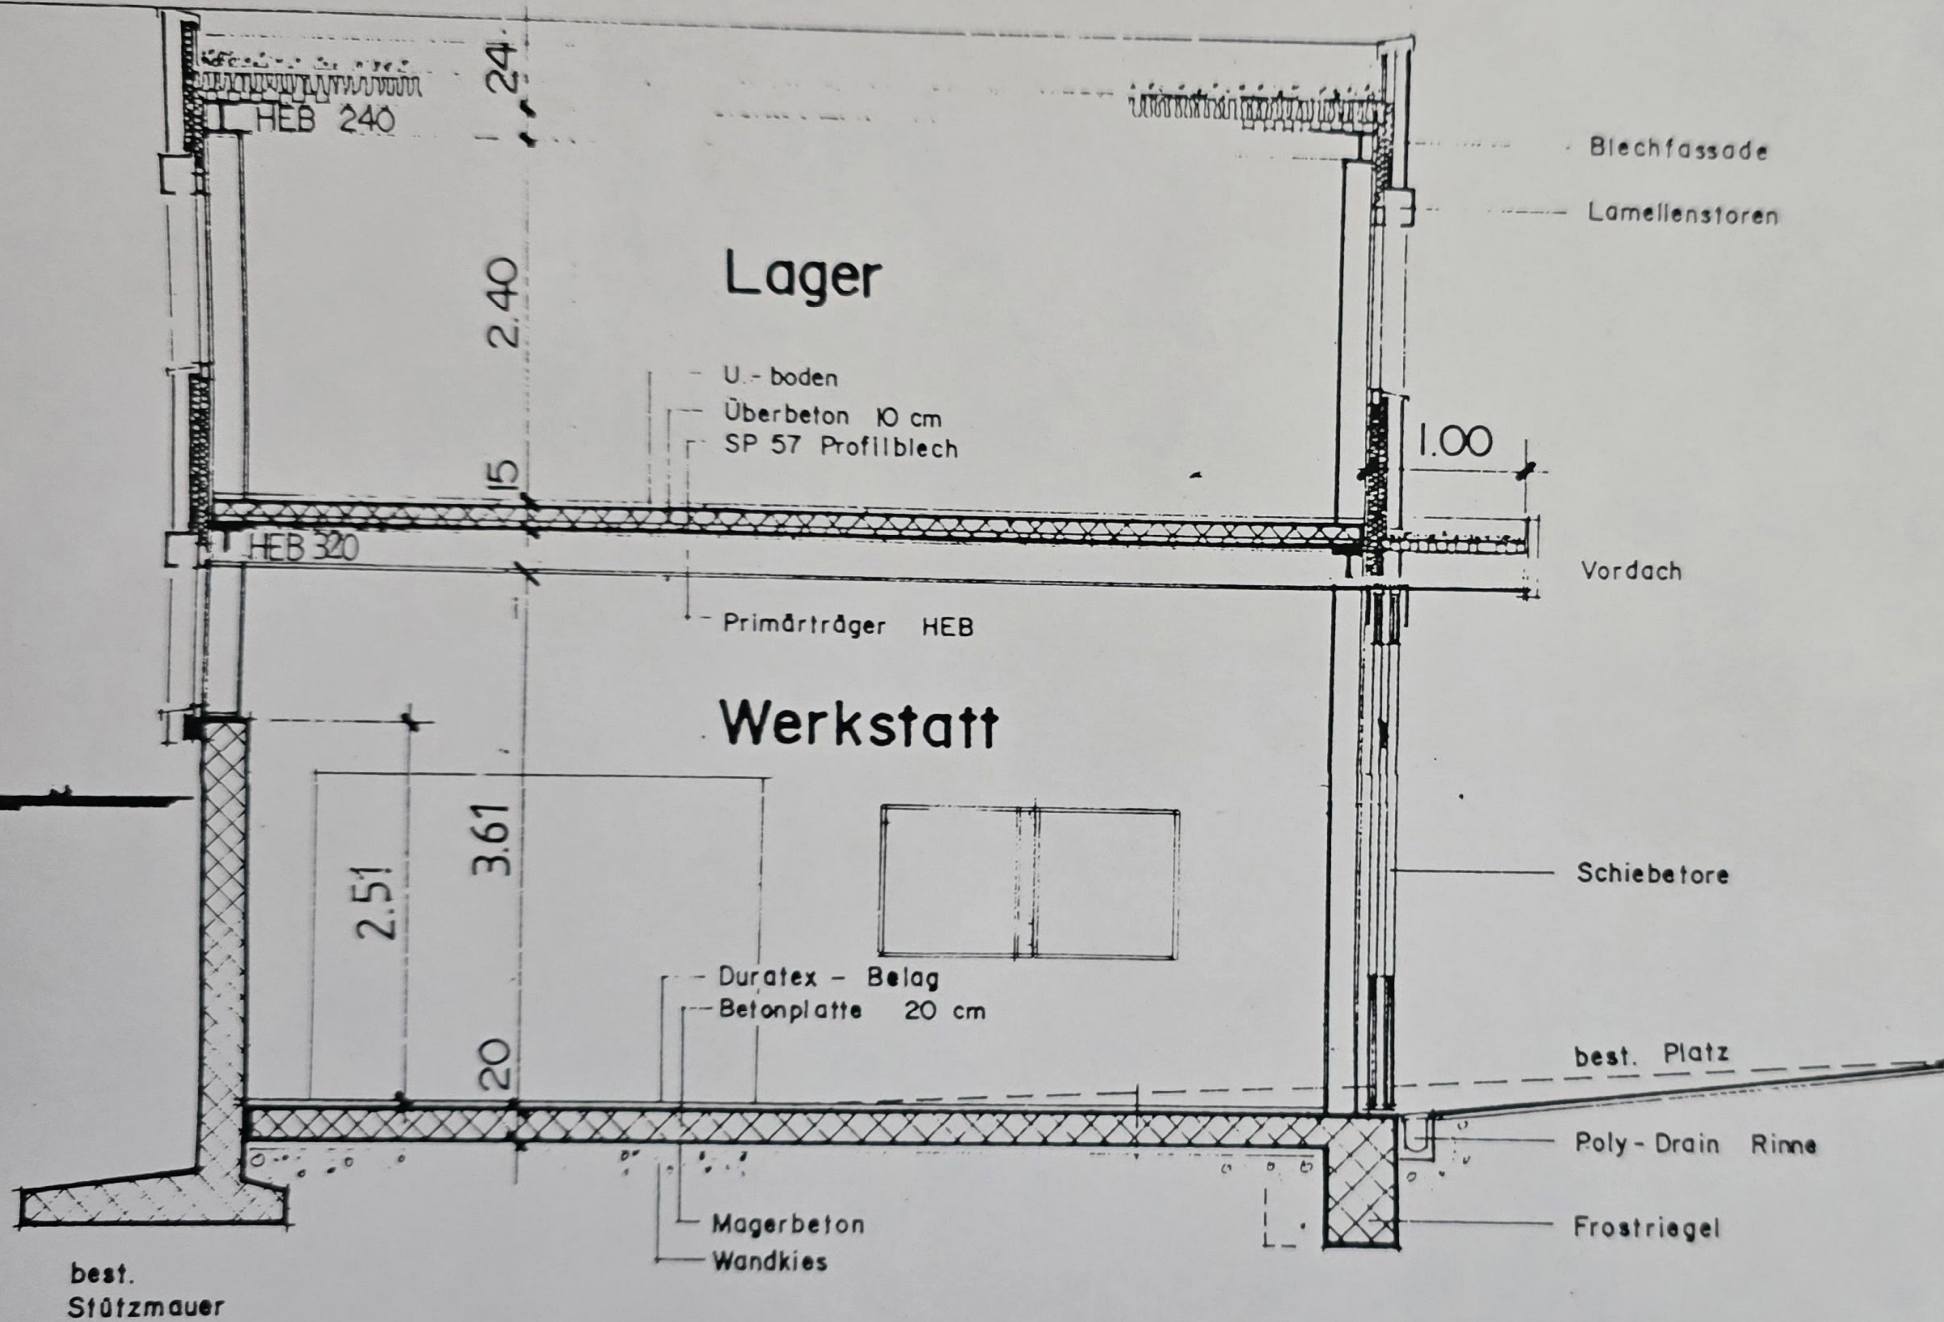 24
HEB 240
Blechfassade
Lamellenstoren
Lager
2.40
U.- boden
Überbeton 10 cm
SP 57 Profilblech
1.00
15
HEB 320
Vordach
Primärträger HEB
Werkstatt
3.61
2.51
Schiebetore
Duratex - Belag
Betonplatte 20 cm
20
best. Platz
Poly-Drain Rinne
Magerbeton
Wandkies
Frostriegel
best.
Stützmauer